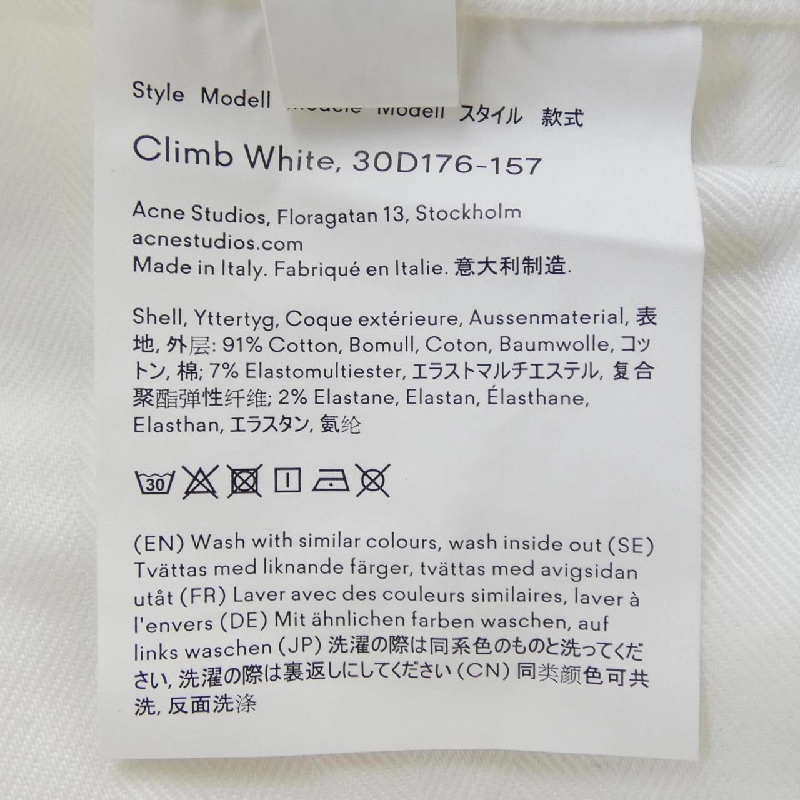 Style Modell Modèle Modell スタイル 款式
Climb White, 30D176-157
Acne Studios, Floragatan 13, Stockholm
acnestudios.com
Made in Italy. Fabriqué en Italie. 意大利制造.
Shell, Yttertyg, Coque extérieure, Aussenmaterial, 表
地, 外层: 91% Cotton, Bomull, Coton, Baumwolle, コッ
トン, 棉; 7% Elastomultiester, エラストマルチエステル, 复合
聚酯弹性纤维; 2% Elastane, Elastan, Élasthane,
Elasthan, エラスタン, 氨纶
30
(EN) Wash with similar colours, wash inside out (SE)
Tvättas med liknande färger, tvättas med avigsidan
utåt (FR) Laver avec des couleurs similaires, laver à
l'envers (DE) Mit ähnlichen farben waschen, auf
links waschen (JP) 洗濯の際は同系色のものと洗ってくだ
さい, 洗濯の際は裏返しにしてください (CN) 同类颜色可共
洗, 反面洗涤